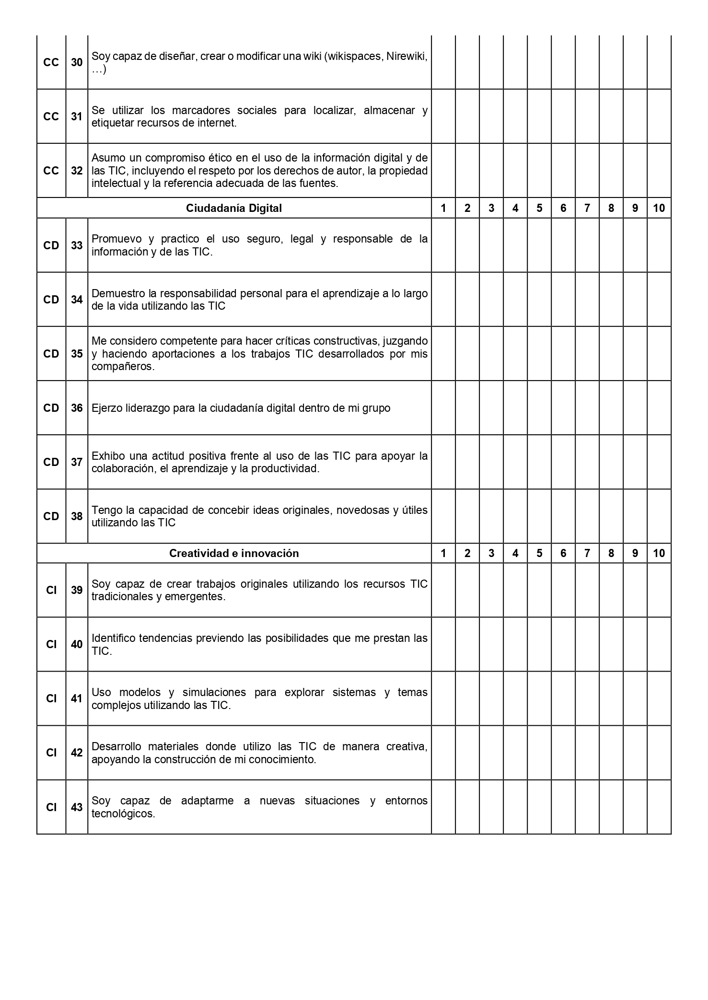 CC 30 Soy capaz de diseñar, crear o modificar una wiki (wikispaces, Nirewiki,
…)
CC 31 Se utilizar los marcadores sociales para localizar, almacenar y
etiquetar recursos de internet.
CC 32 Asumo un compromiso ético en el uso de la información digital y de
las TIC, incluyendo el respeto por los derechos de autor, la propiedad
intelectual y la referencia adecuada de las fuentes.
Ciudadanía Digital 1 2 3 4 5 6 7 8 9 10
CD 33 Promuevo y practico el uso seguro, legal y responsable de la
información y de las TIC.
CD 34 Demuestro la responsabilidad personal para el aprendizaje a lo largo
de la vida utilizando las TIC
CD 35 Me considero competente para hacer críticas constructivas, juzgando
y haciendo aportaciones a los trabajos TIC desarrollados por mis
compañeros.
CD 36 Ejerzo liderazgo para la ciudadanía digital dentro de mi grupo
CD 37 Exhibo una actitud positiva frente al uso de las TIC para apoyar la
colaboración, el aprendizaje y la productividad.
CD 38 Tengo la capacidad de concebir ideas originales, novedosas y útiles
utilizando las TIC
Creatividad e innovación 1 2 3 4 5 6 7 8 9 10
CI 39 Soy capaz de crear trabajos originales utilizando los recursos TIC
tradicionales y emergentes.
CI 40 Identifico tendencias previendo las posibilidades que me prestan las
TIC.
CI 41 Uso modelos y simulaciones para explorar sistemas y temas
complejos utilizando las TIC.
CI 42 Desarrollo materiales donde utilizo las TIC de manera creativa,
apoyando la construcción de mi conocimiento.
CI 43 Soy capaz de adaptarme a nuevas situaciones y entornos
tecnológicos.